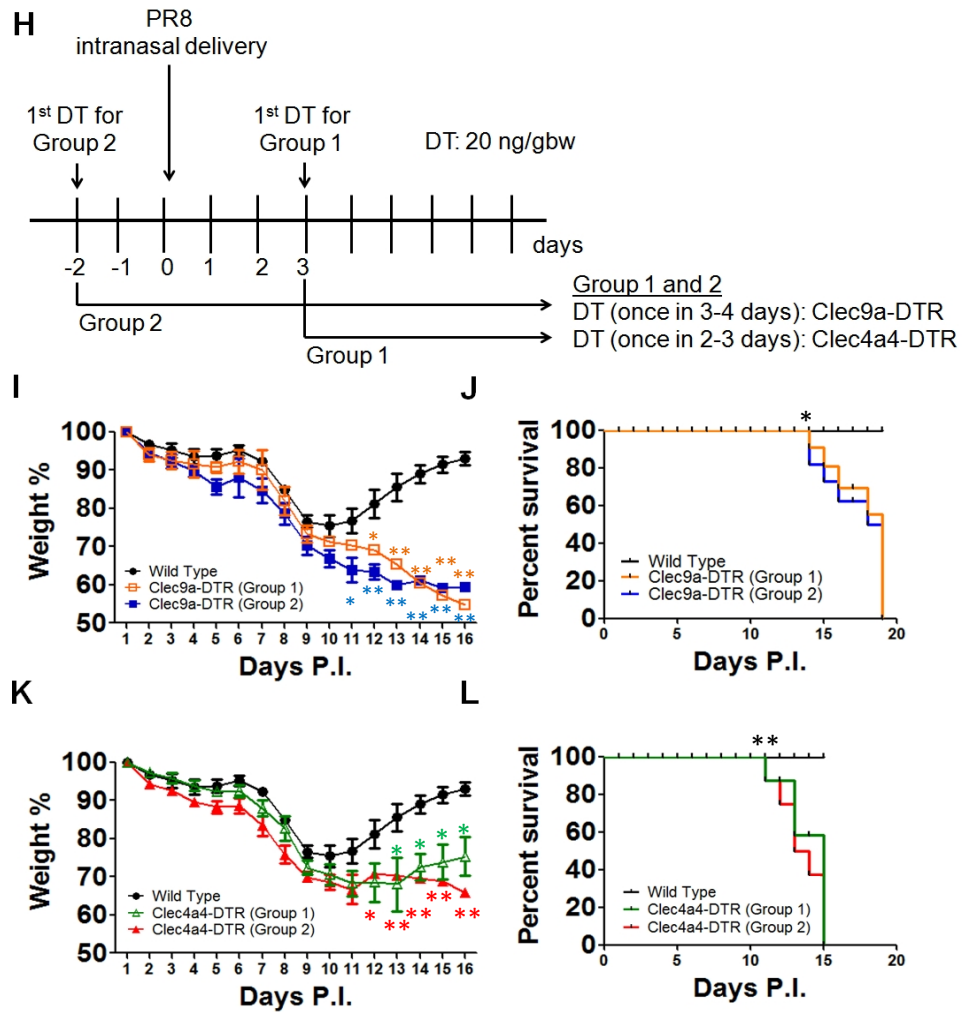 H
PR8
intranasal delivery
1st DT for
Group 2
1st DT for
Group 1
DT: 20 ng/gbw
days
-2 -1 0 1 2 3
Group 2
Group 1
Group 1 and 2
DT (once in 3-4 days): Clec9a-DTR
DT (once in 2-3 days): Clec4a4-DTR
I
Weight %
100
90
80
70
60
50
Wild Type
Clec9a-DTR (Group 1)
Clec9a-DTR (Group 2)
* ** ** ** **
* ** ** ** ** **
1 2 3 4 5 6 7 8 9 10 11 12 13 14 15 16
Days P.I.
J
*
Percent survival
100
80
60
40
20
0
Wild Type
Clec9a-DTR (Group 1)
Clec9a-DTR (Group 2)
0 5 10 15 20
Days P.I.
K
Weight %
100
90
80
70
60
50
Wild Type
Clec4a4-DTR (Group 1)
Clec4a4-DTR (Group 2)
* * * *
* ** ** ** **
1 2 3 4 5 6 7 8 9 10 11 12 13 14 15 16
Days P.I.
L
**
Percent survival
100
80
60
40
20
0
Wild Type
Clec4a4-DTR (Group 1)
Clec4a4-DTR (Group 2)
0 5 10 15 20
Days P.I.